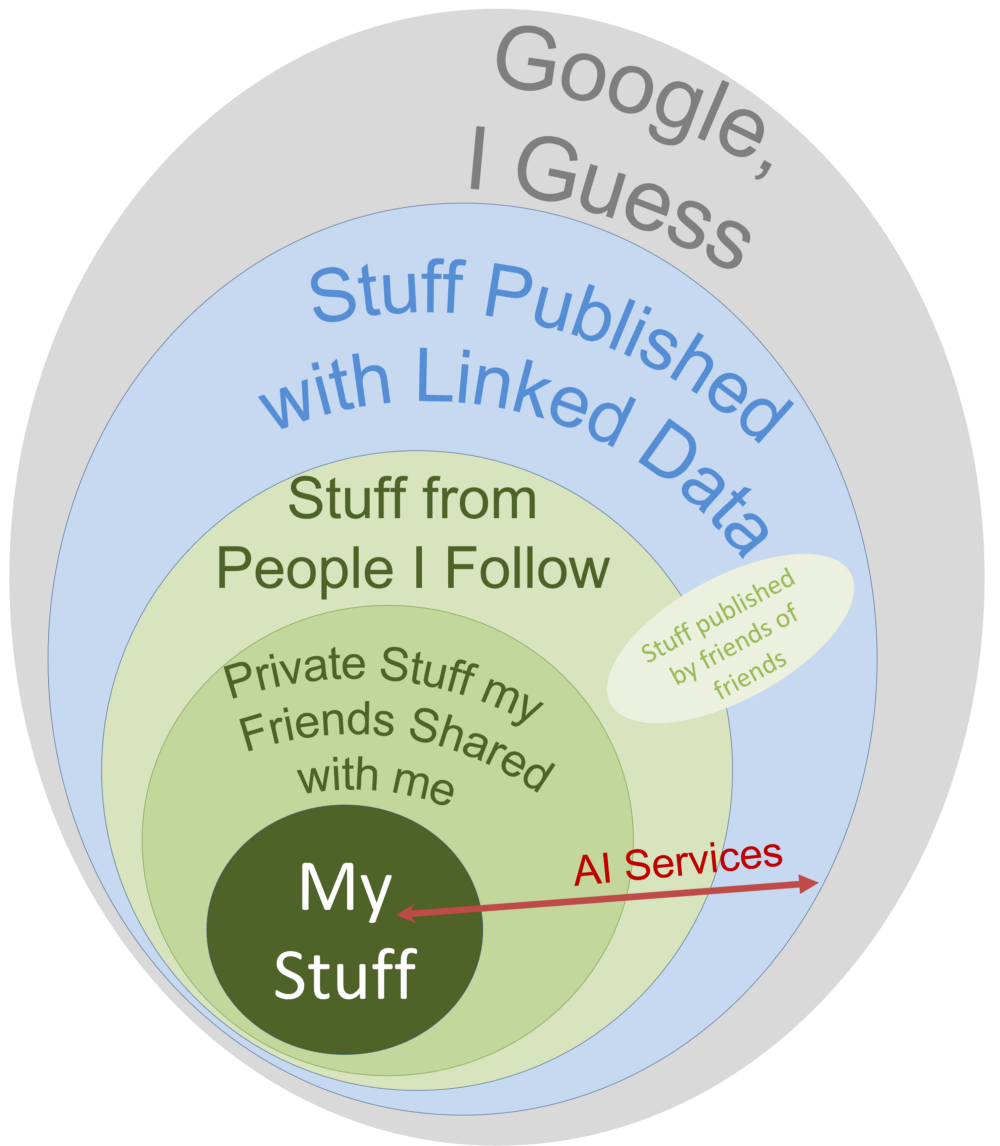 Google,
I Guess
Stuff Published
with Linked Data
Stuff from
People I Follow
Stuff published
by friends of
friends
Private Stuff my
Friends Shared
with me
AI Services
My
Stuff